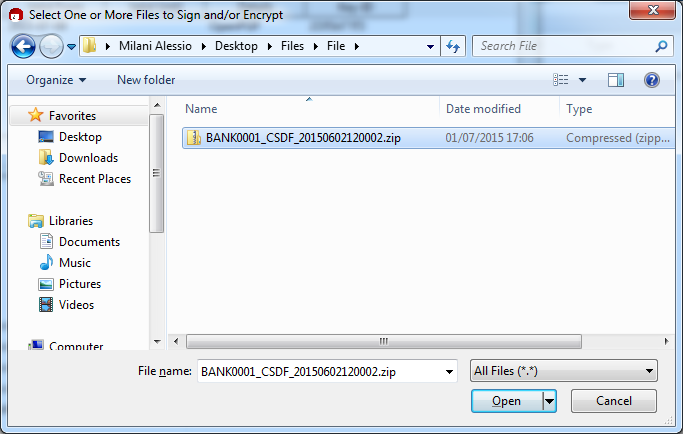 Select One or More Files to Sign and/or Encrypt
Milani Alessio ▸ Desktop ▸ Files ▸ File ▸
Search File
Organize
New folder
Name
Date modified
Type
Favorites
Desktop
Downloads
Recent Places
Libraries
Documents
Music
Pictures
Videos
Computer
BANK0001_CSDF_20150602120002.zip
01/07/2015 17:06
Compressed (zipp...
File name:
BANK0001_CSDF_20150602120002.zip
All Files (*.*)
Open
Cancel